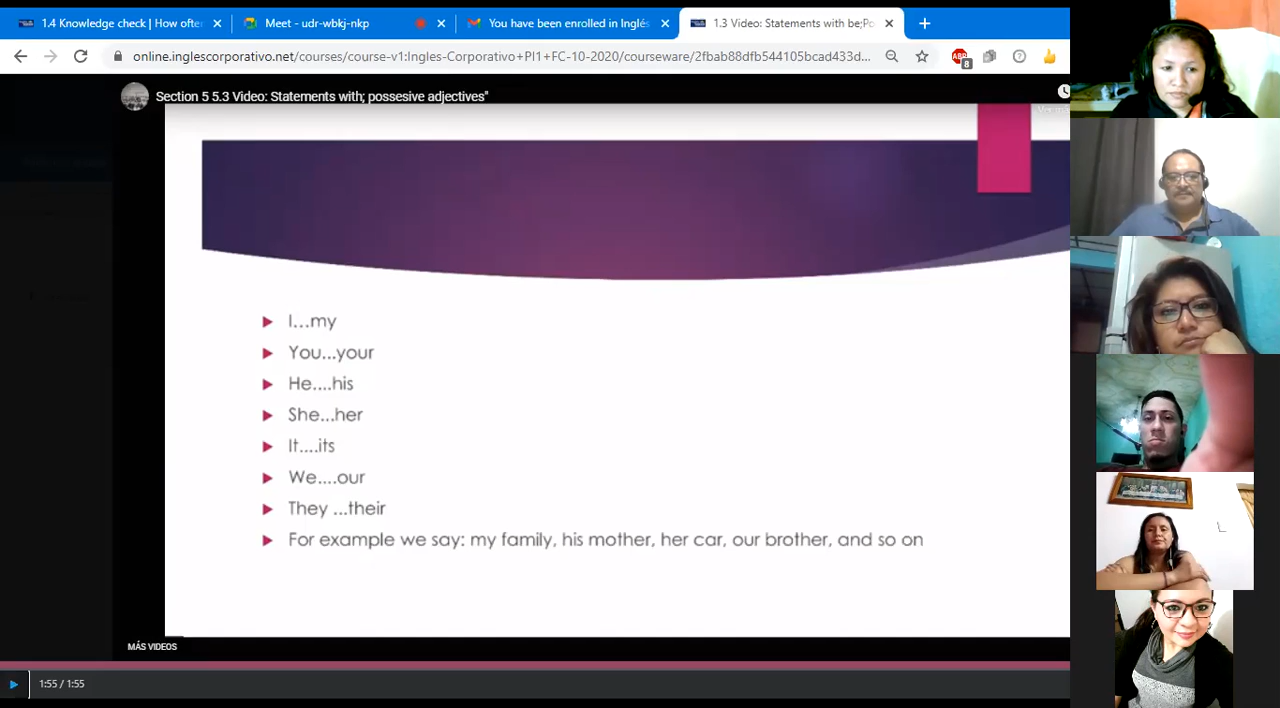 1.4 Knowledge check | How ofte
Meet - udr-wbkj-nkp
You have been enrolled in Inglés
1.3 Video: Statements with be;Po
online.inglescorporativo.net/courses/course-v1:Ingles-Corporativo+PI1+FC-10-2020/courseware/2fbab88dfb544105bcad433d...
8
Section 5 5.3 Video: Statements with; possesive adjectives"
I...my
You...your
He....his
She...her
It....its
We....our
They ...their
For example we say: my family, his mother, her car, our brother, and so on
MÁS VIDEOS
1:55 / 1:55